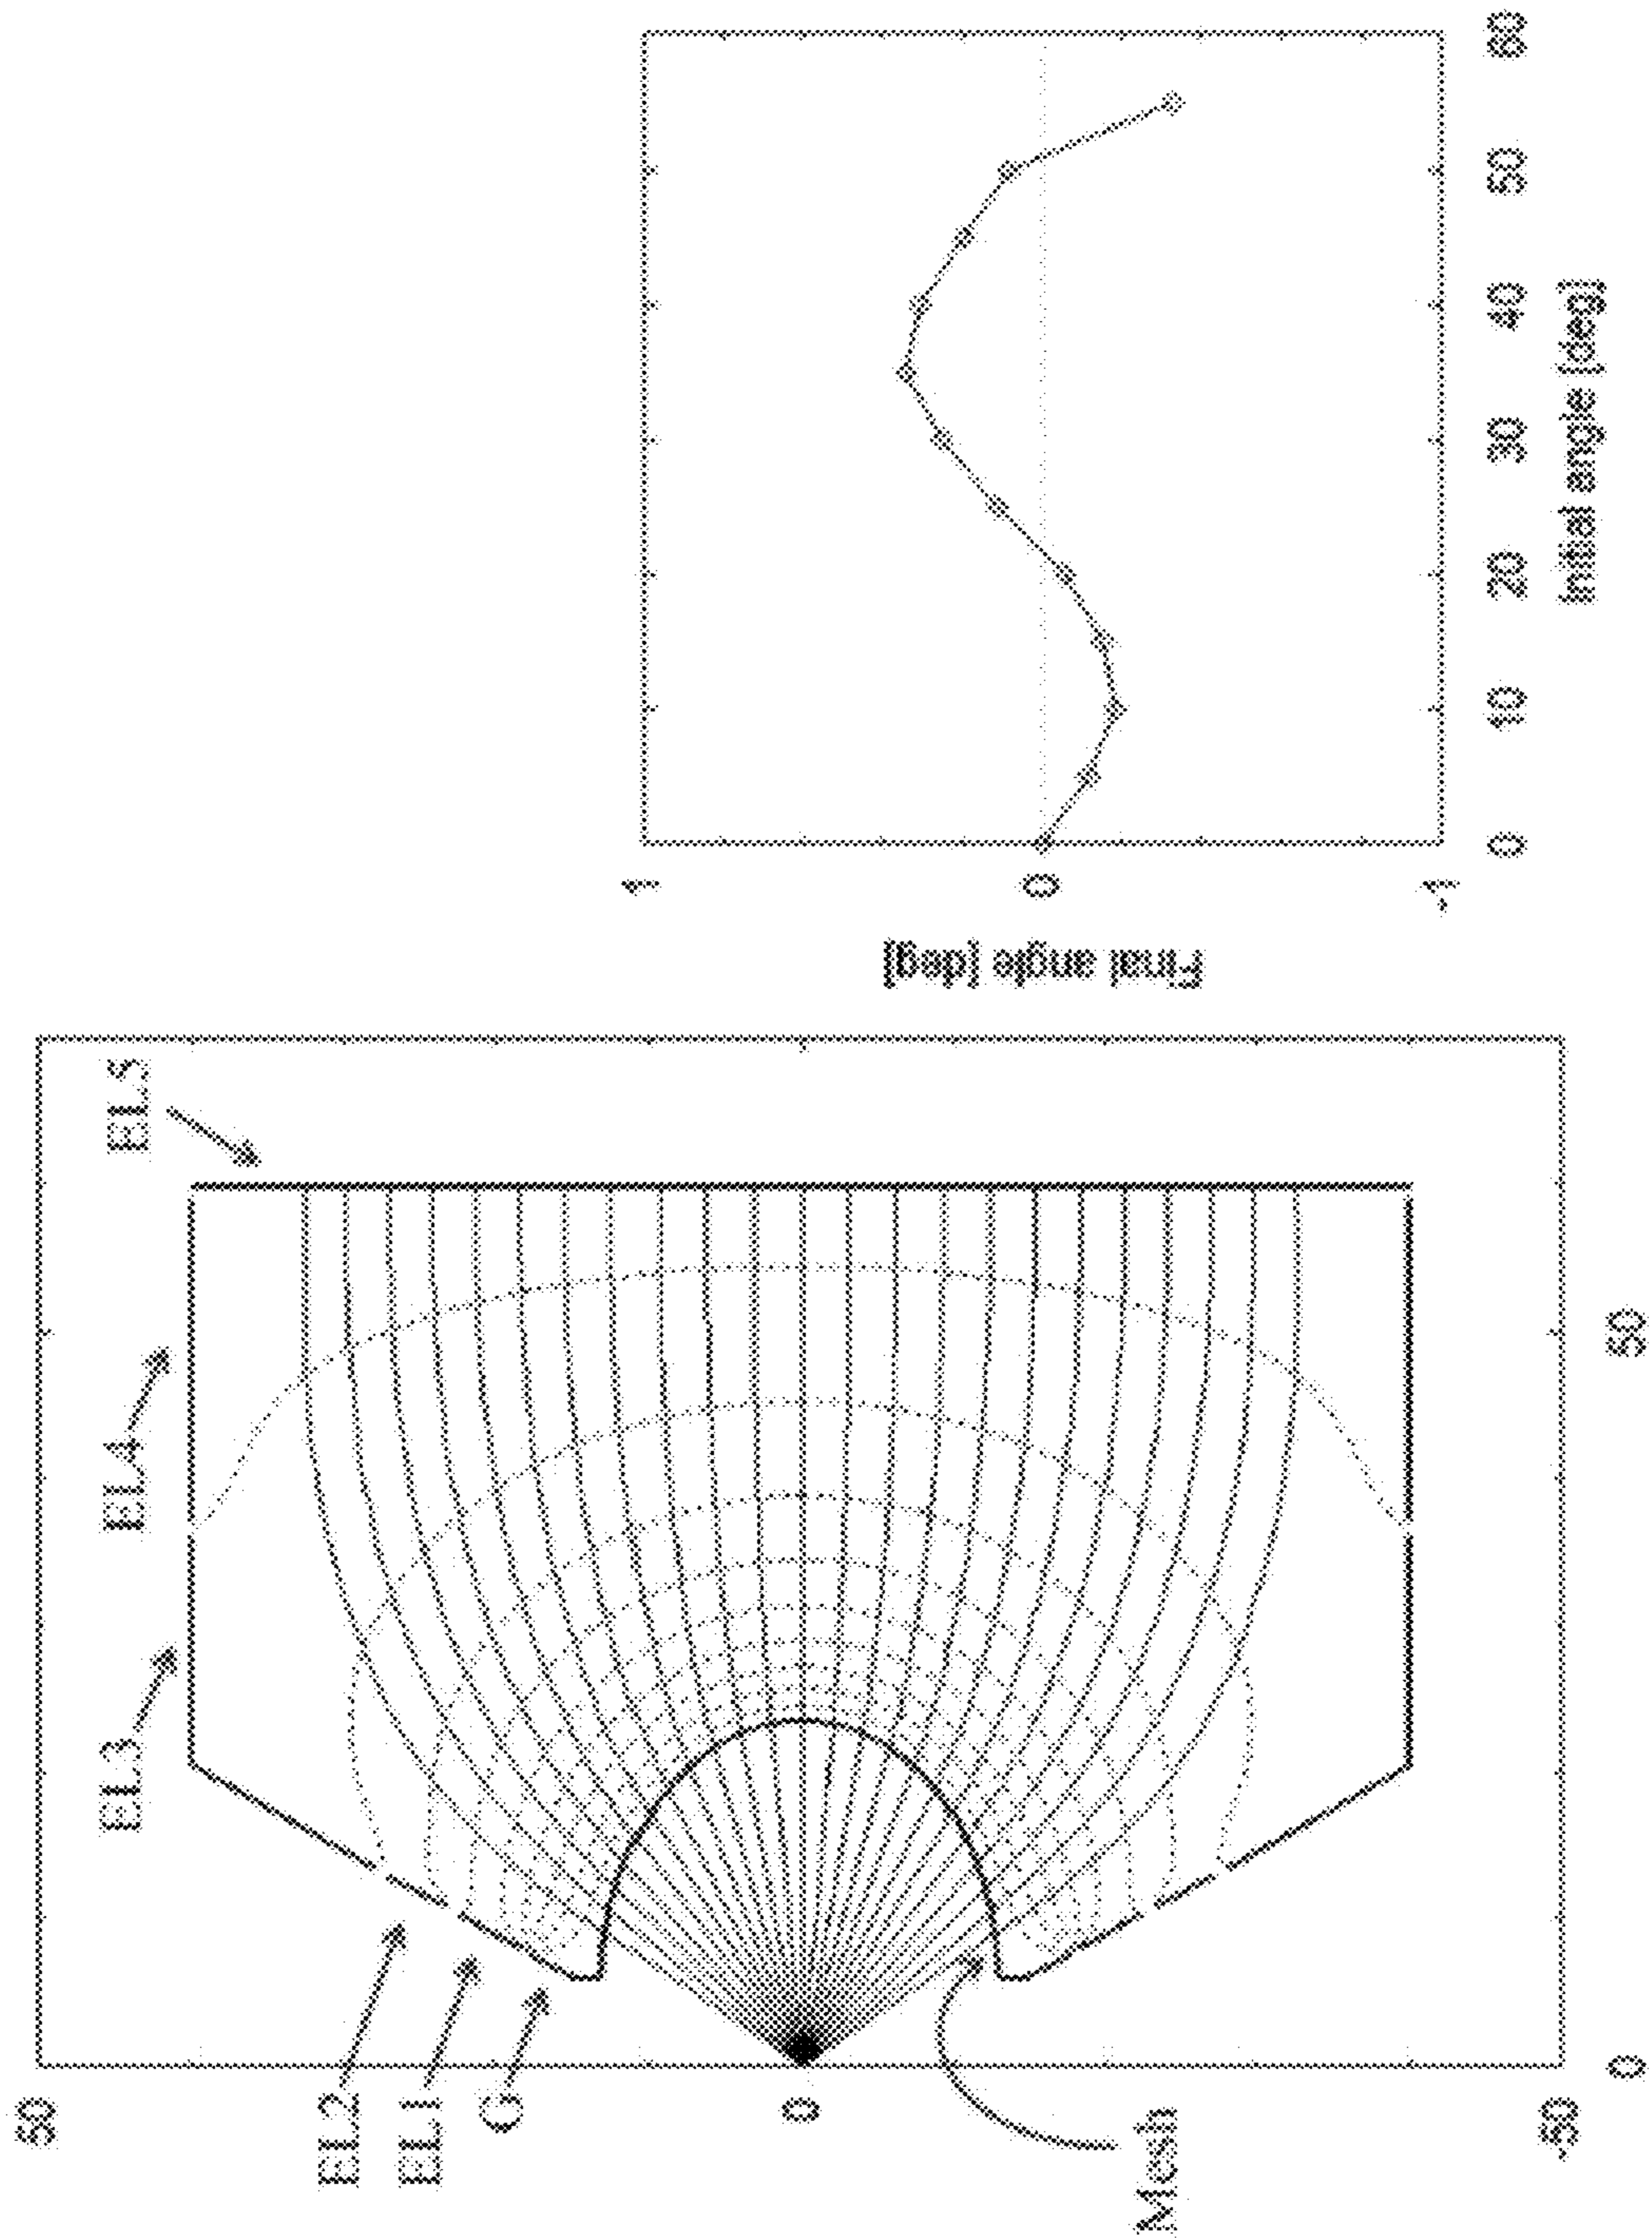 50
0
-50
0
50
EL2
EL1
G
EL3
EL4
EL5
Mesh
Final angle [deg]
1
0
-1
0
10
20
30
40
50
60
Initial angle [deg]